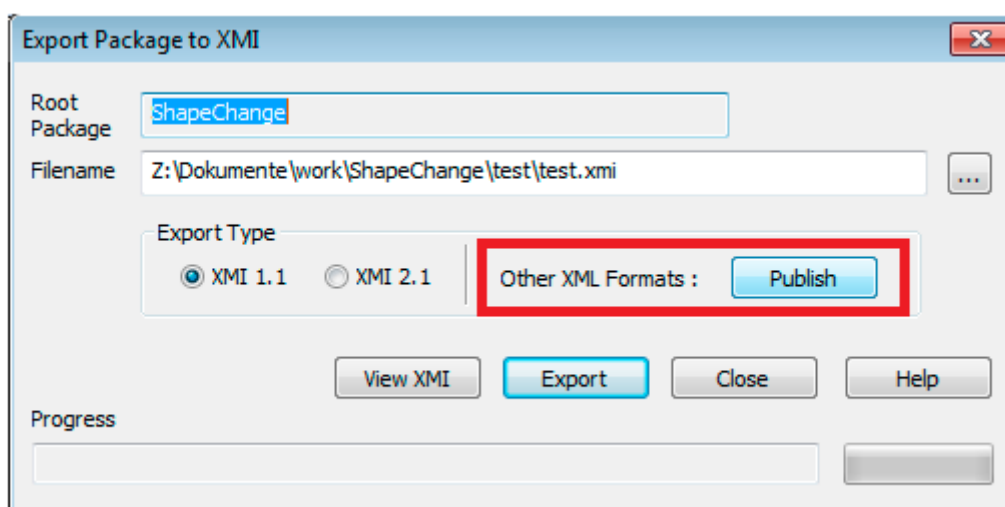 Export Package to XMI
Root
Package
ShapeChange
Filename
Z:\Dokumente\work\ShapeChange\test\test.xmi
...
Export Type
XMI 1.1
XMI 2.1
Other XML Formats :
Publish
View XMI
Export
Close
Help
Progress